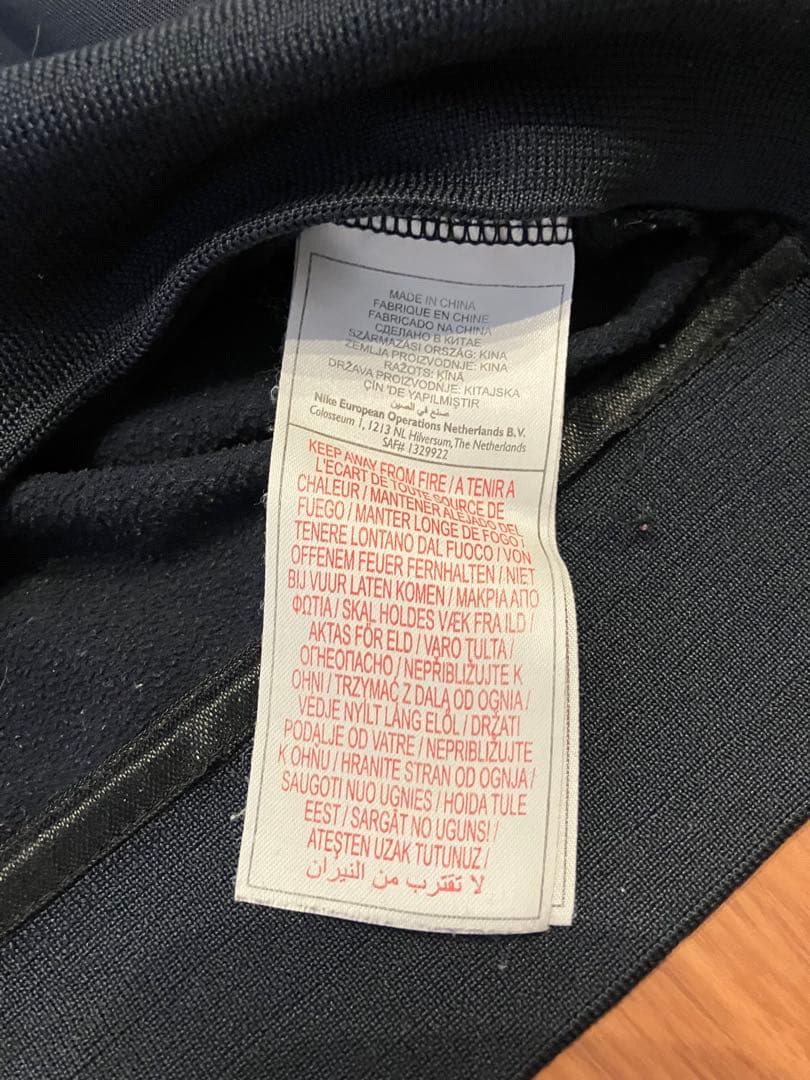 MADE IN CHINA
FABRIQUE EN CHINE
FABRICADO NA CHINA
СДЕЛАНО В КИТАЕ
SZÁRMAZÁSI ORSZÁG: KINA
ZEMLJA PROIZVODNJE: KINA
RAŽOTS: ĶĪNĀ
DRŽAVA PROIZVODNJE: KITAJSKA
ÇİN 'DE YAPILMIŞTIR
صنع في الصين
Nike European Operations Netherlands B.V.
Colosseum 1, 1213 NL Hilversum, The Netherlands
SAF# 1329922
KEEP AWAY FROM FIRE / A TENIR A
L'ECART DE TOUTE SOURCE DE
CHALEUR / MANTENER ALEJADO DEL
FUEGO / MANTER LONGE DE FOGO /
TENERE LONTANO DAL FUOCO / VON
OFFENEM FEUER FERNHALTEN / NIET
BIJ VUUR LATEN KOMEN / ΜΑΚΡΙΑ ΑΠΟ
ΦΩΤΙΑ / SKAL HOLDES VÆK FRA ILD /
AKTAS FÖR ELD / VARO TULTA /
ОГНЕОПАСНО / NEPŘIBLIŽUJTE K
OHNI / TRZYMAĆ Z DALA OD OGNIA /
VÉDJE NYÍLT LÁNG ELŐL / DRŽATI
PODALJE OD VATRE / NEPRIBLIŽUJTE
K OHŇU / HRANITE STRAN OD OGNJA /
SAUGOTI NUO UGNIES / HOIDA TULE
EEST / SARGĀT NO UGUNS! /
ATEŞTEN UZAK TUTUNUZ /
لا تقترب من النيران